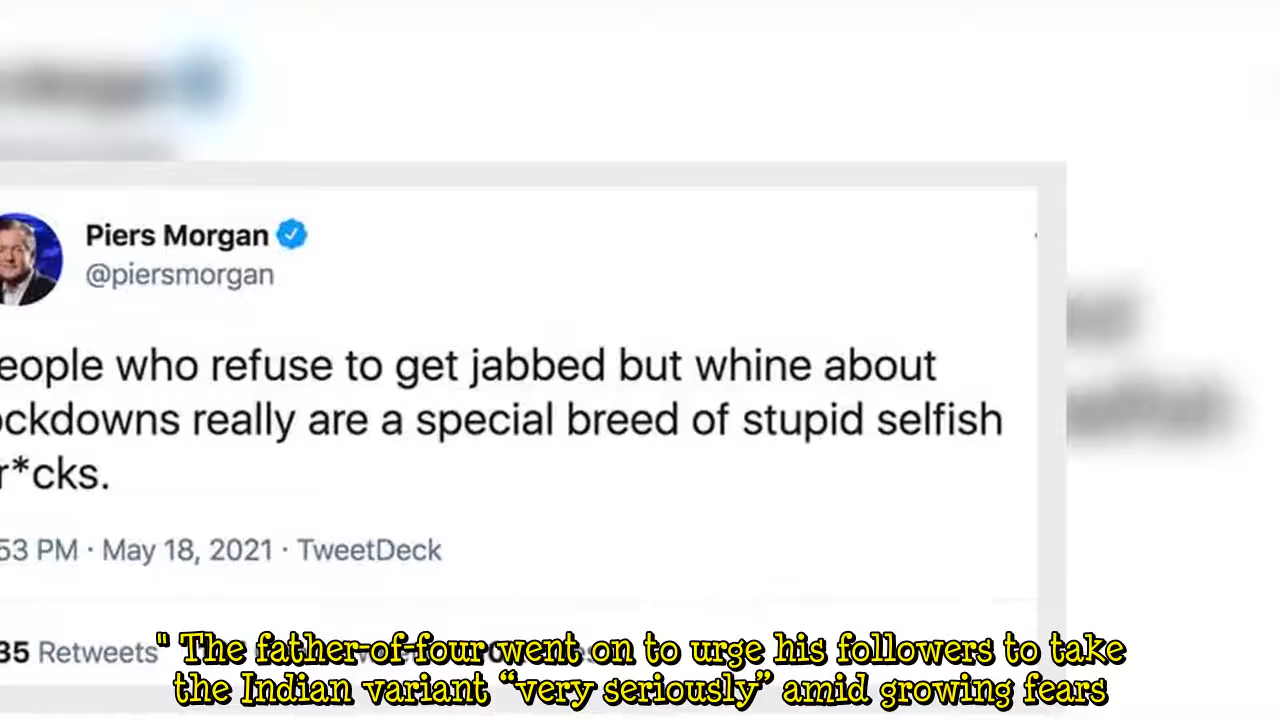 Piers Morgan
@piersmorgan
eople who refuse to get jabbed but whine about
ockdowns really are a special breed of stupid selfish
r*cks.
53 PM · May 18, 2021 · TweetDeck
35 Retweets
" The father-of-four went on to urge his followers to take
the Indian variant “very seriously” amid growing fears